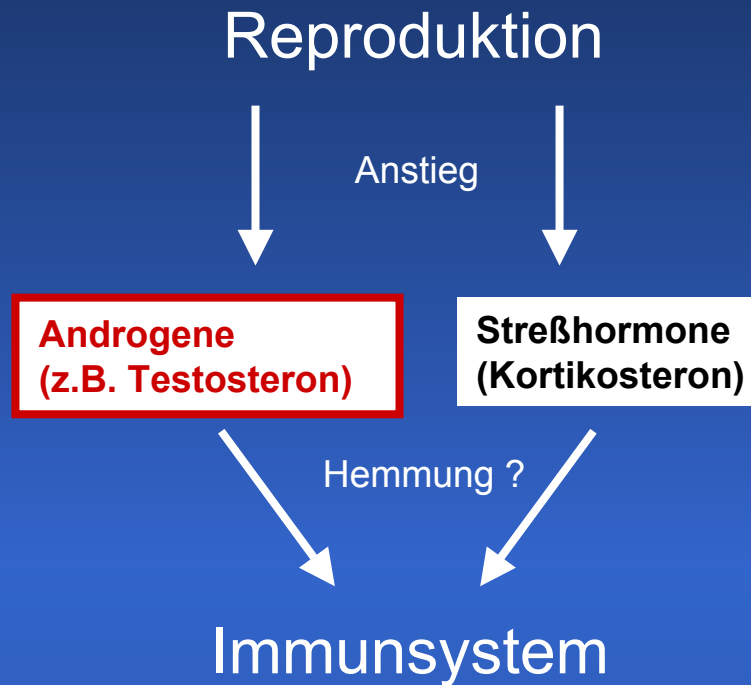 Reproduktion
Anstieg
Androgene
(z.B. Testosteron)
Streßhormone
(Kortikosteron)
Hemmung ?
Immunsystem